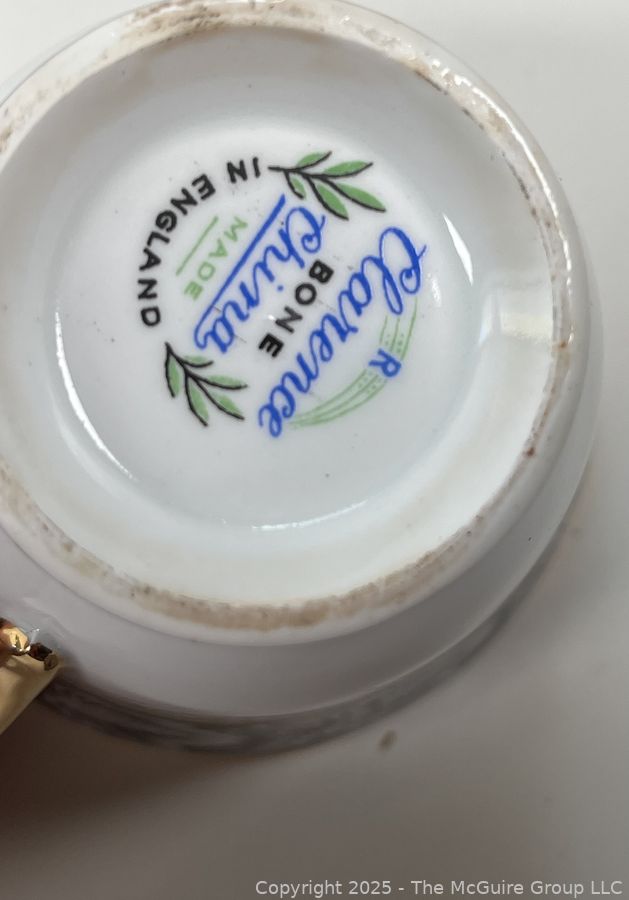 R
Clarence
BONE
China
MADE
IN ENGLAND
Copyright 2025 - The McGuire Group LLC